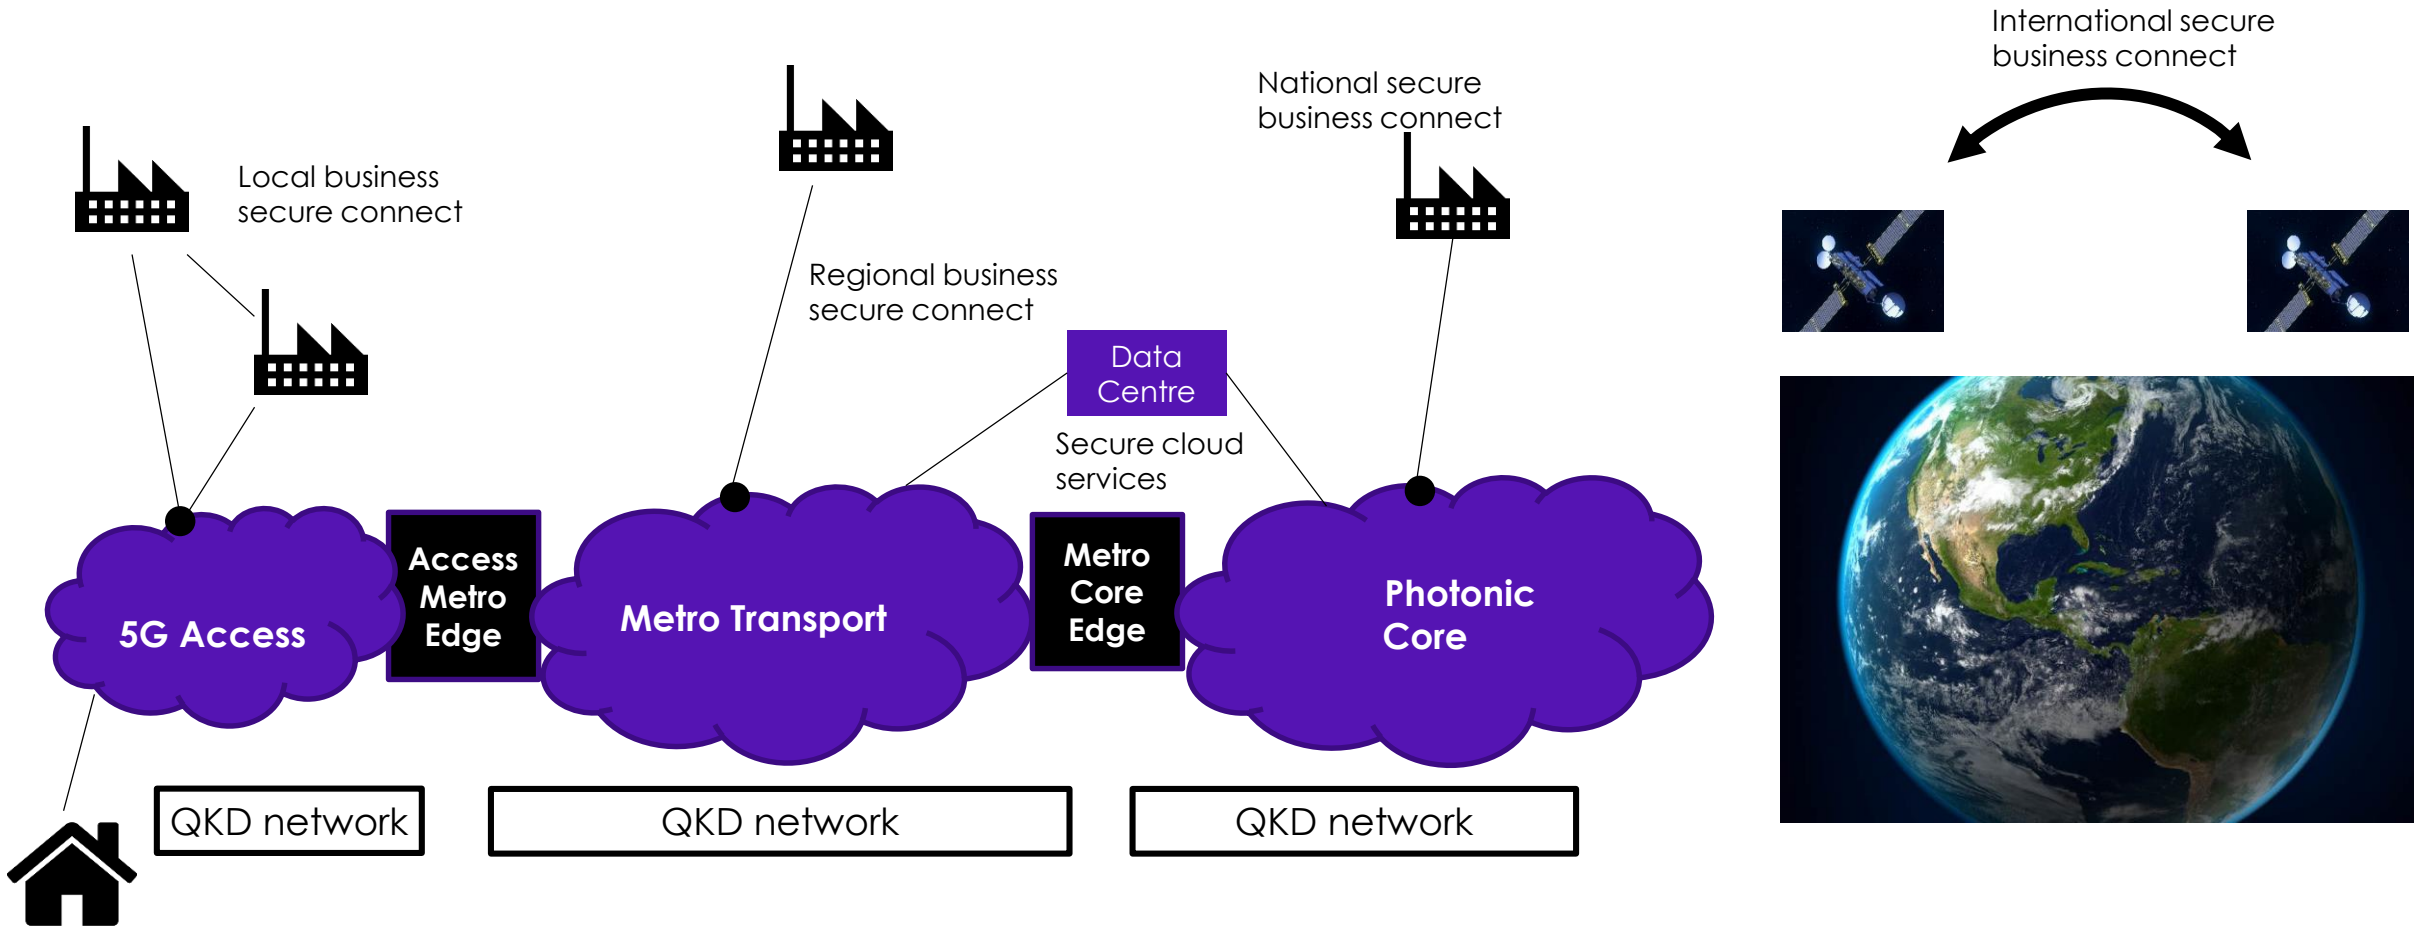 International secure
business connect
National secure
business connect
Local business
secure connect
Regional business
secure connect
Data
Centre
Secure cloud
services
5G Access
Access
Metro
Edge
Metro Transport
Metro
Core
Edge
Photonic
Core
QKD network
QKD network
QKD network